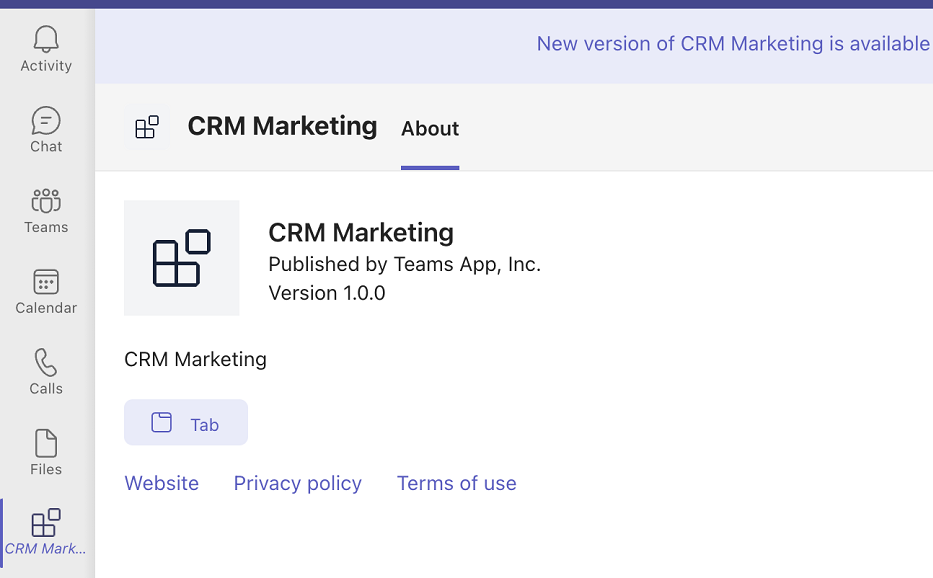 Activity
Chat
Teams
Calendar
Calls
Files
CRM Mark...
New version of CRM Marketing is available
CRM Marketing
About
CRM Marketing
Published by Teams App, Inc.
Version 1.0.0
CRM Marketing
Tab
Website
Privacy policy
Terms of use